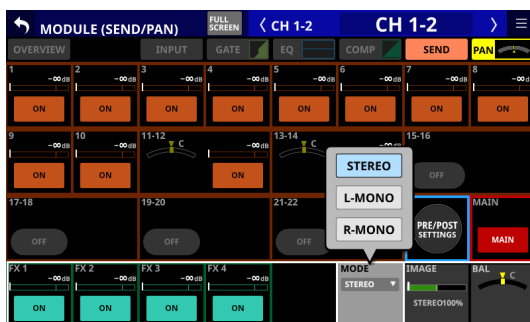 MODULE (SEND/PAN)
FULL SCREEN
CH 1-2
CH 1-2
OVERVIEW INPUT GATE EQ COMP SEND PAN
1 2 3 4 5 6 7 8
-∞dB -∞dB -∞dB -∞dB -∞dB -∞dB -∞dB
ON ON ON ON ON ON ON ON
9 10 11-12 13-14 15-16
-∞dB -∞dB C -∞dB C
ON ON ON OFF
17-18 19-20 21-22 MAIN
OFF OFF OFF PRE/POST SETTINGS MAIN
STEREO
L-MONO
R-MONO
FX 1 FX 2 FX 3 FX 4 MODE IMAGE BAL
-∞dB -∞dB -∞dB -∞dB STEREO C
ON ON ON ON STEREO100%